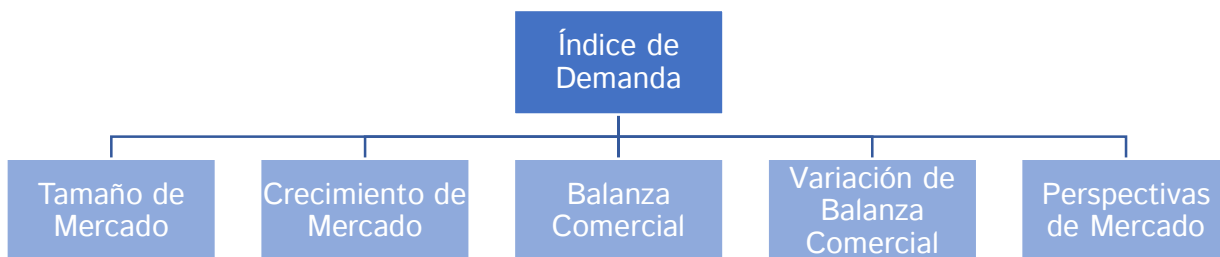 Índice de
Demanda
Tamaño de
Mercado
Crecimiento de
Mercado
Balanza
Comercial
Variación de
Balanza
Comercial
Perspectivas
de Mercado